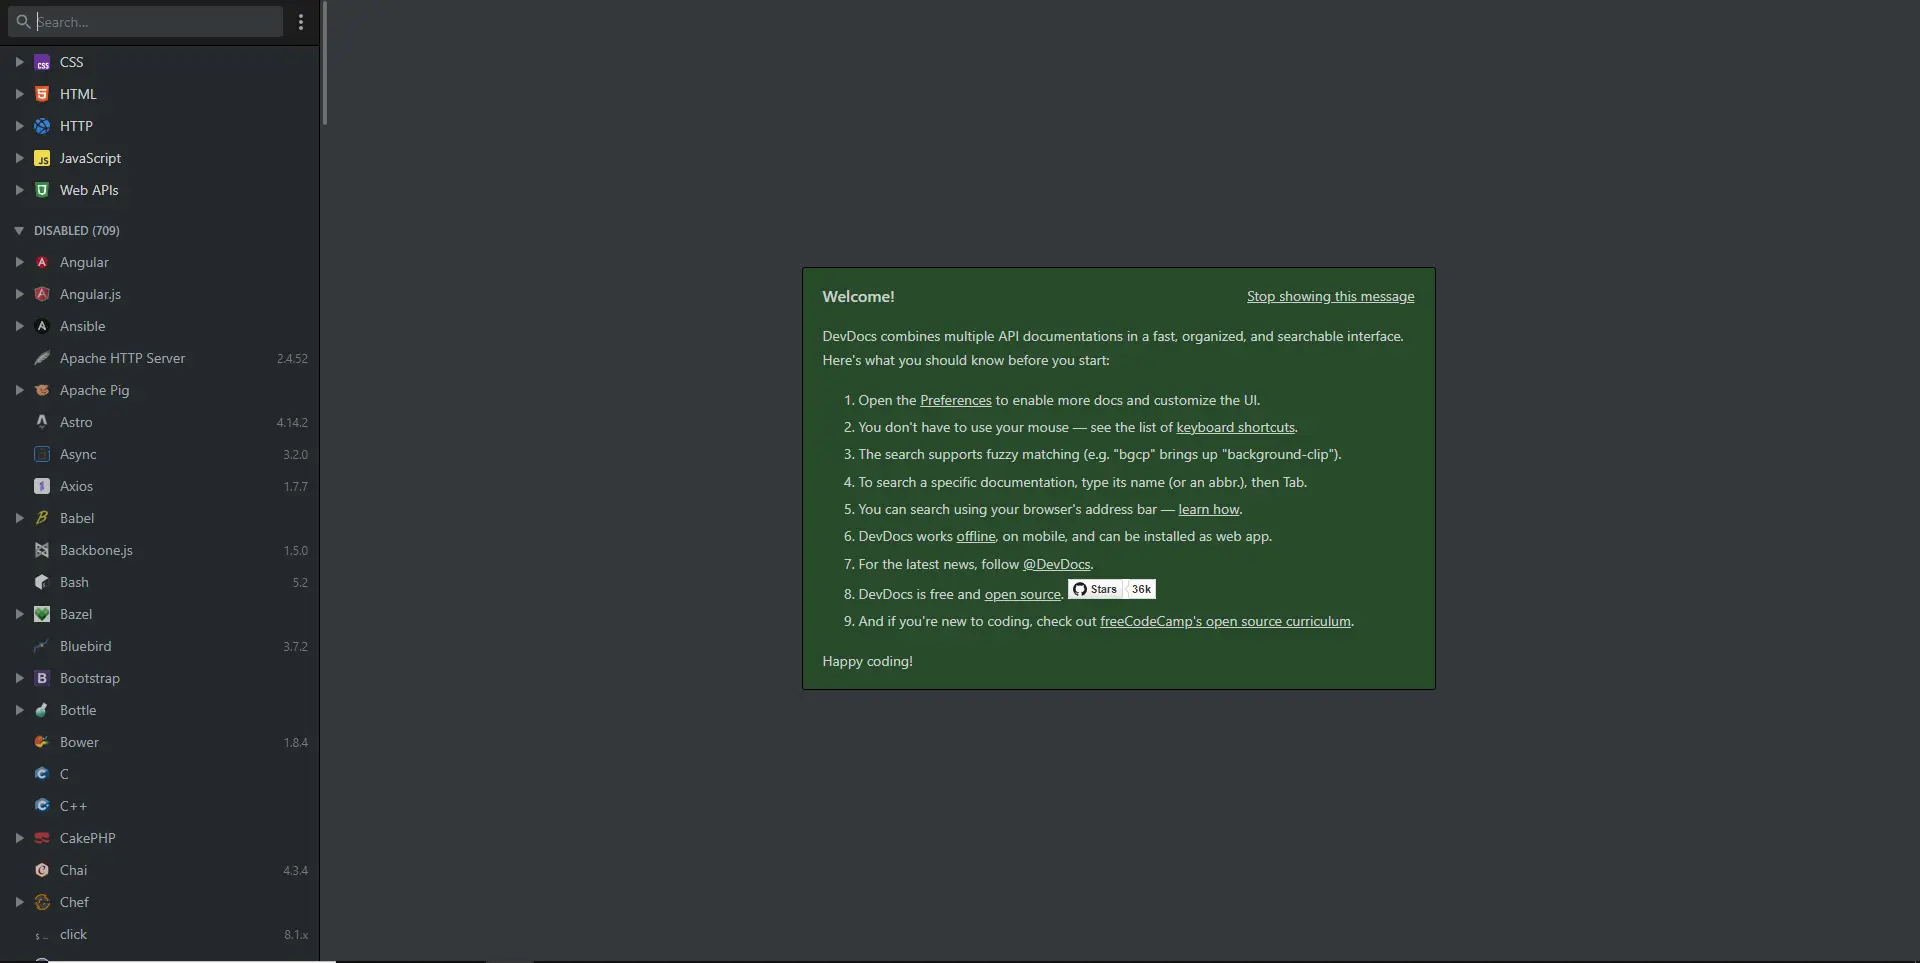 Search...
CSS
HTML
HTTP
JavaScript
Web APIs
DISABLED (709)
Angular
Angular.js
Ansible
Apache HTTP Server 2.4.52
Apache Pig
Astro 4.14.2
Async 3.2.0
Axios 1.7.7
Babel
Backbone.js 1.5.0
Bash 5.2
Bazel
Bluebird 3.7.2
Bootstrap
Bottle
Bower 1.8.4
C
C++
CakePHP
Chai 4.3.4
Chef
click 8.1.x
Welcome! Stop showing this message
DevDocs combines multiple API documentations in a fast, organized, and searchable interface.
Here's what you should know before you start:
1. Open the Preferences to enable more docs and customize the UI.
2. You don't have to use your mouse — see the list of keyboard shortcuts.
3. The search supports fuzzy matching (e.g. "bgcp" brings up "background-clip").
4. To search a specific documentation, type its name (or an abbr.), then Tab.
5. You can search using your browser's address bar — learn how.
6. DevDocs works offline, on mobile, and can be installed as web app.
7. For the latest news, follow @DevDocs.
8. DevDocs is free and open source. Stars 36k
9. And if you're new to coding, check out freeCodeCamp's open source curriculum.
Happy coding!